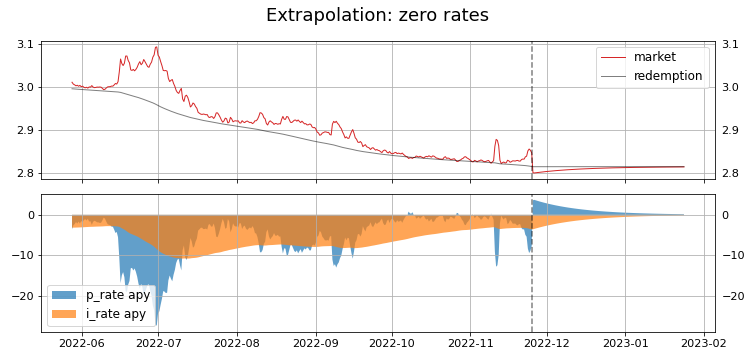 Extrapolation: zero rates
3.1
3.0
2.9
2.8
3.1
3.0
2.9
2.8
market
redemption
0
−10
−20
0
−10
−20
p_rate apy
i_rate apy
2022-06 2022-07 2022-08 2022-09 2022-10 2022-11 2022-12 2023-01 2023-02